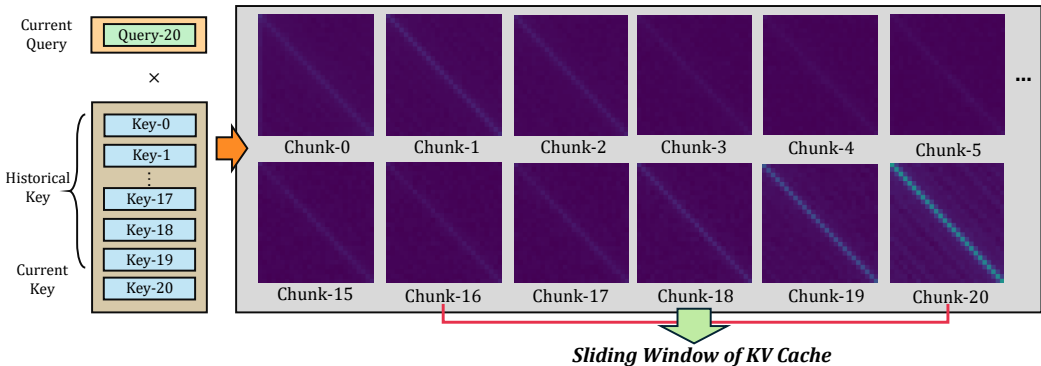 Current
Query
Query-20
×
Historical
Key
Current
Key
Key-0
Key-1
⋮
Key-17
Key-18
Key-19
Key-20
Chunk-0 Chunk-1 Chunk-2 Chunk-3 Chunk-4 Chunk-5
...
Chunk-15 Chunk-16 Chunk-17 Chunk-18 Chunk-19 Chunk-20
Sliding Window of KV Cache